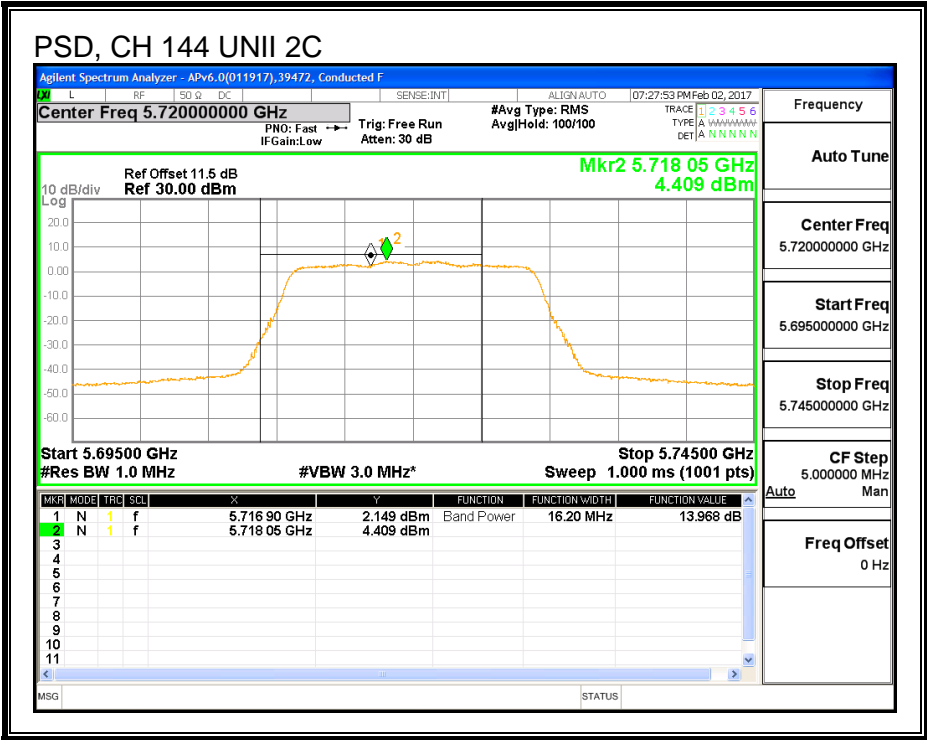 PSD, CH 144 UNII 2C
Agilent Spectrum Analyzer - APv6.0(011917),39472, Conducted F
LXI L RF 50 Ω DC SENSE:INT ALIGN AUTO 07:27:53 PM Feb 02, 2017
Center Freq 5.720000000 GHz
PNO: Fast
IFGain:Low
Trig: Free Run
Atten: 30 dB
#Avg Type: RMS
Avg|Hold: 100/100
TRACE 1 2 3 4 5 6
TYPE A WWWWW
DET A N N N N N
Mkr2 5.718 05 GHz
4.409 dBm
Ref Offset 11.5 dB
10 dB/div Ref 30.00 dBm
Log
20.0
10.0
0.00
-10.0
-20.0
-30.0
-40.0
-50.0
-60.0
1 2
Start 5.69500 GHz Stop 5.74500 GHz
#Res BW 1.0 MHz #VBW 3.0 MHz* Sweep 1.000 ms (1001 pts)
MKR MODE TRC SCL X Y FUNCTION FUNCTION WIDTH FUNCTION VALUE
1 N 1 f 5.716 90 GHz 2.149 dBm Band Power 16.20 MHz 13.968 dB
2 N 1 f 5.718 05 GHz 4.409 dBm
3
4
5
6
7
8
9
10
11
MSG STATUS
Frequency
Auto Tune
Center Freq
5.720000000 GHz
Start Freq
5.695000000 GHz
Stop Freq
5.745000000 GHz
CF Step
5.000000 MHz
Auto Man
Freq Offset
0 Hz